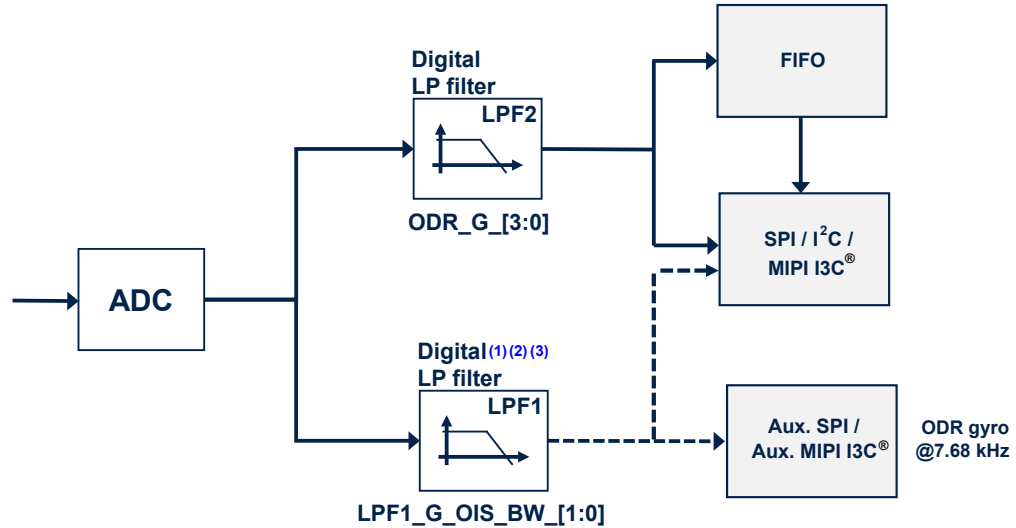 Digital
LP filter
LPF2
ODR_G_[3:0]
FIFO
SPI / I²C /
MIPI I3C®
ADC
Digital (1) (2) (3)
LP filter
LPF1
LPF1_G_OIS_BW_[1:0]
Aux. SPI /
Aux. MIPI I3C®
ODR gyro
@7.68 kHz